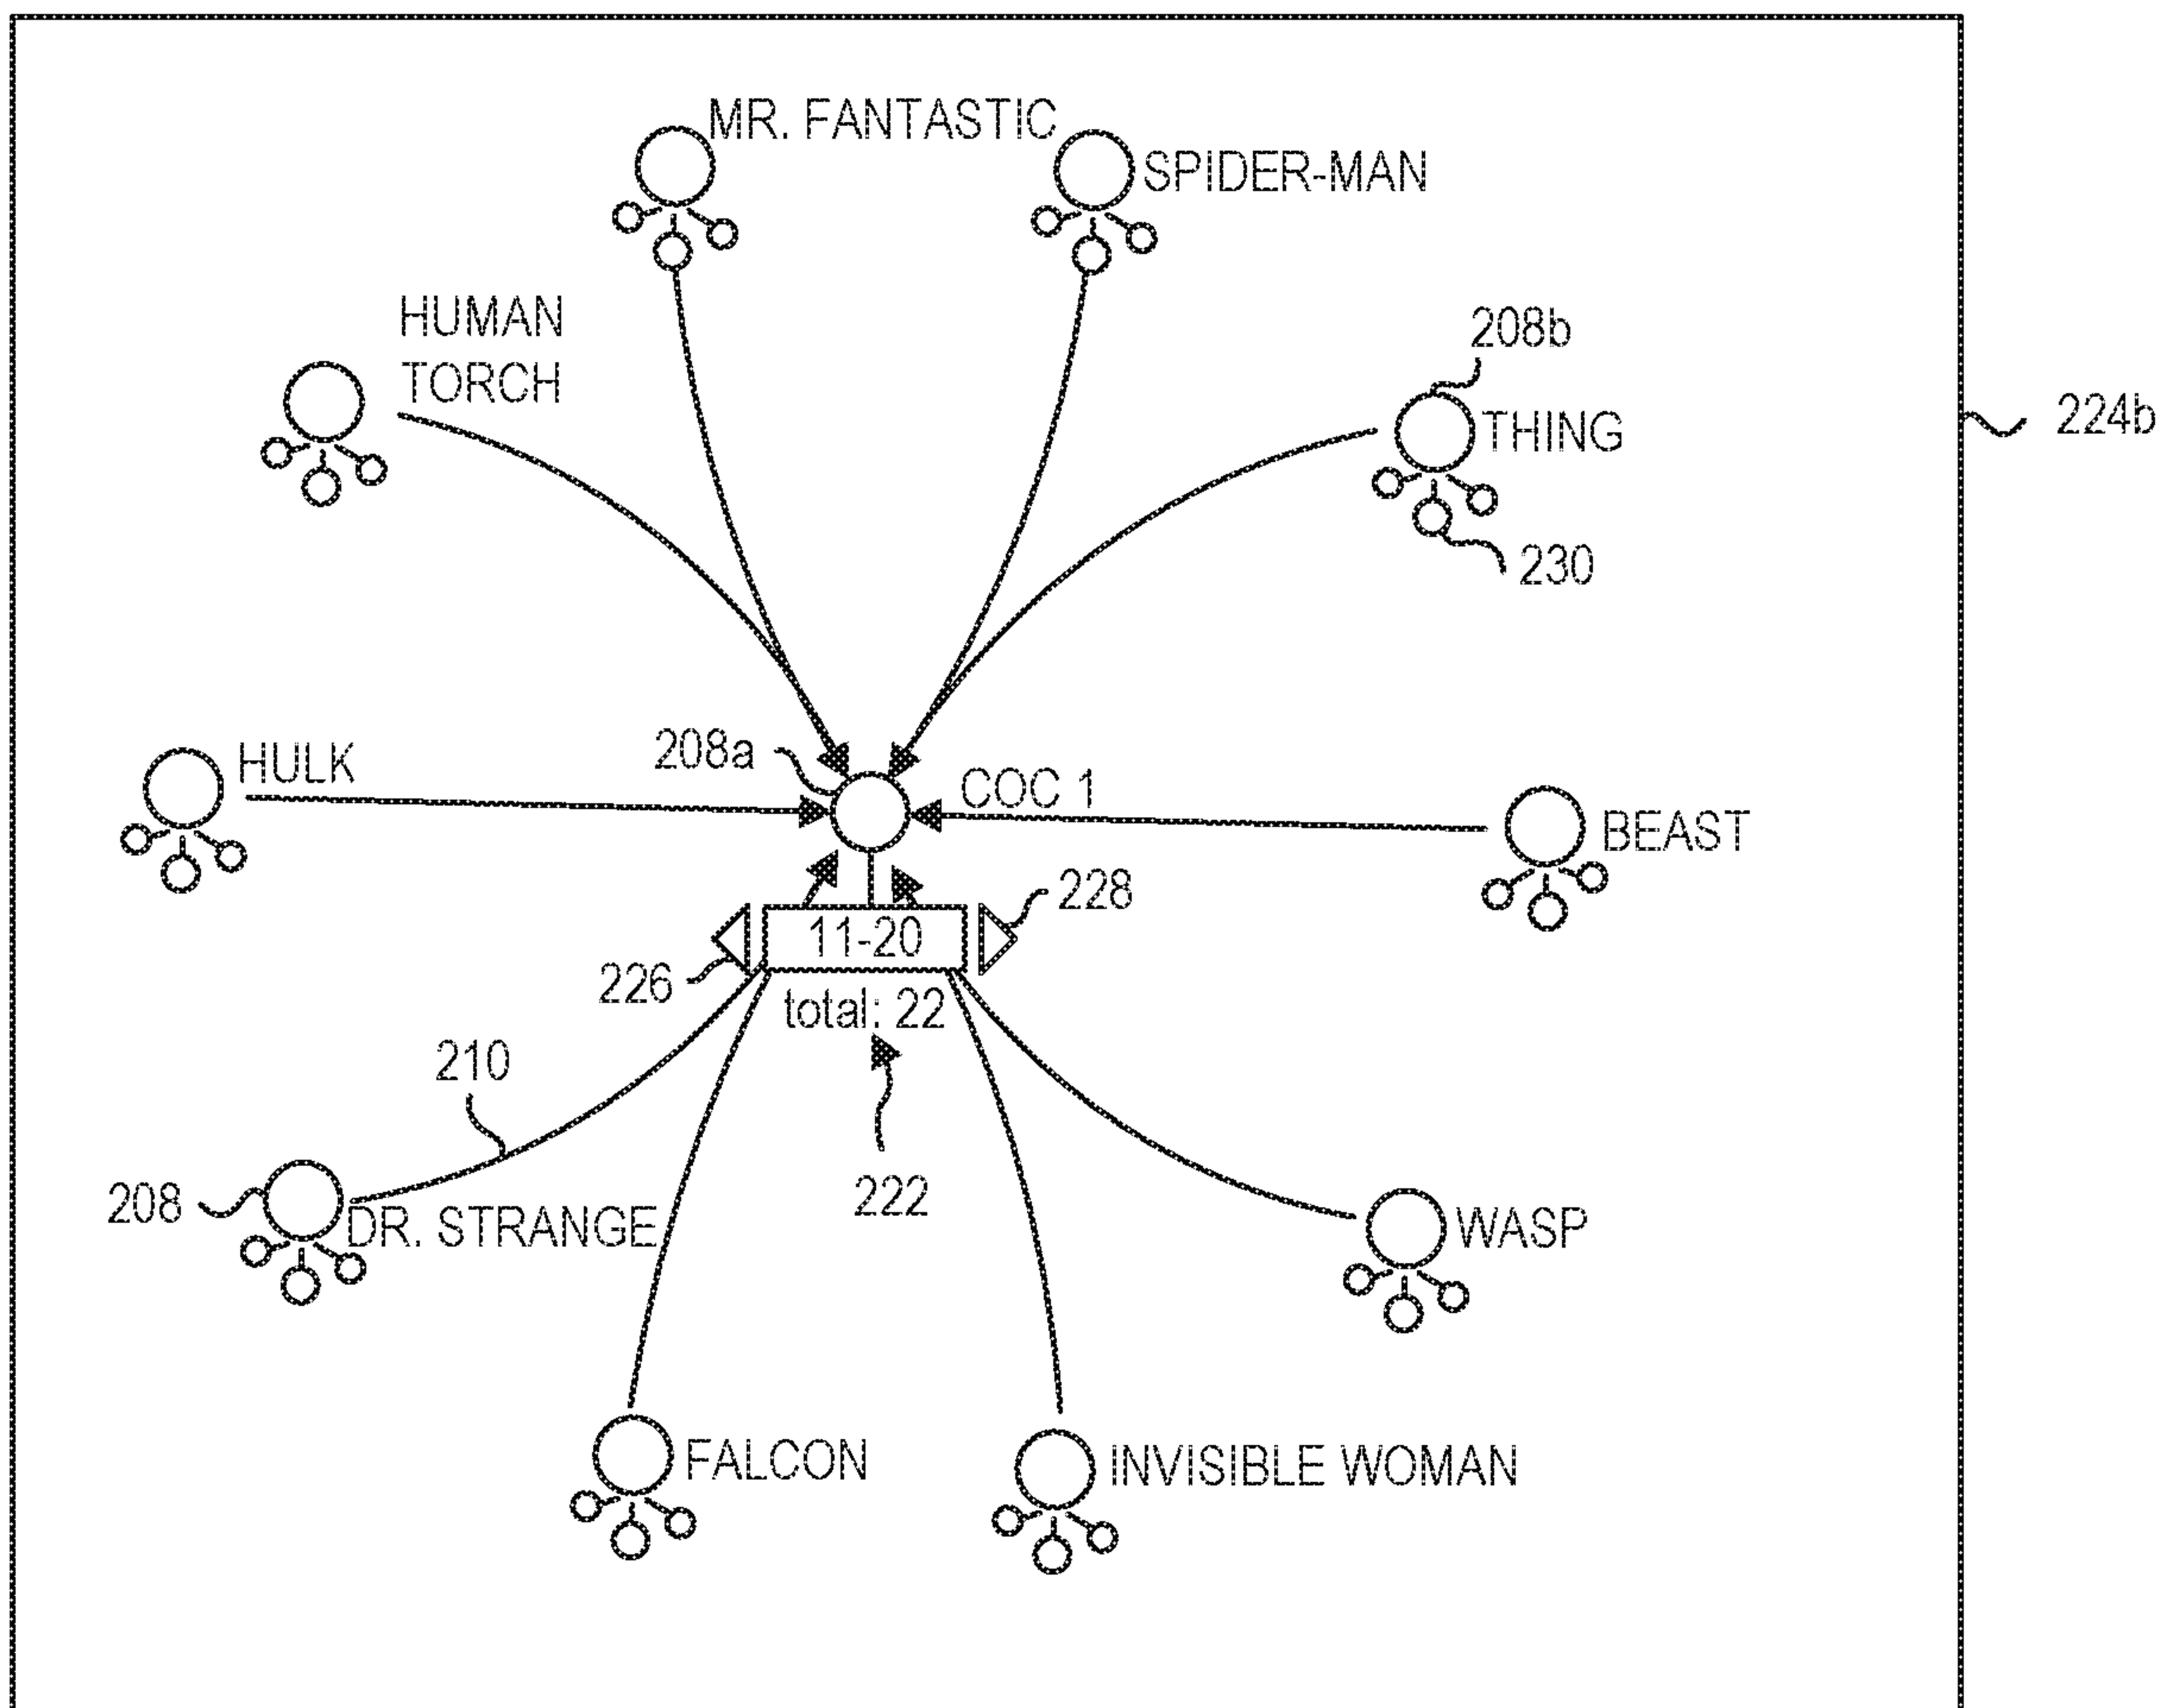 MR. FANTASTIC
SPIDER-MAN
HUMAN
TORCH
208b
THING
224b
230
HULK
208a
COC 1
BEAST
228
11-20
226
total: 22
210
208
DR. STRANGE
222
WASP
FALCON
INVISIBLE WOMAN